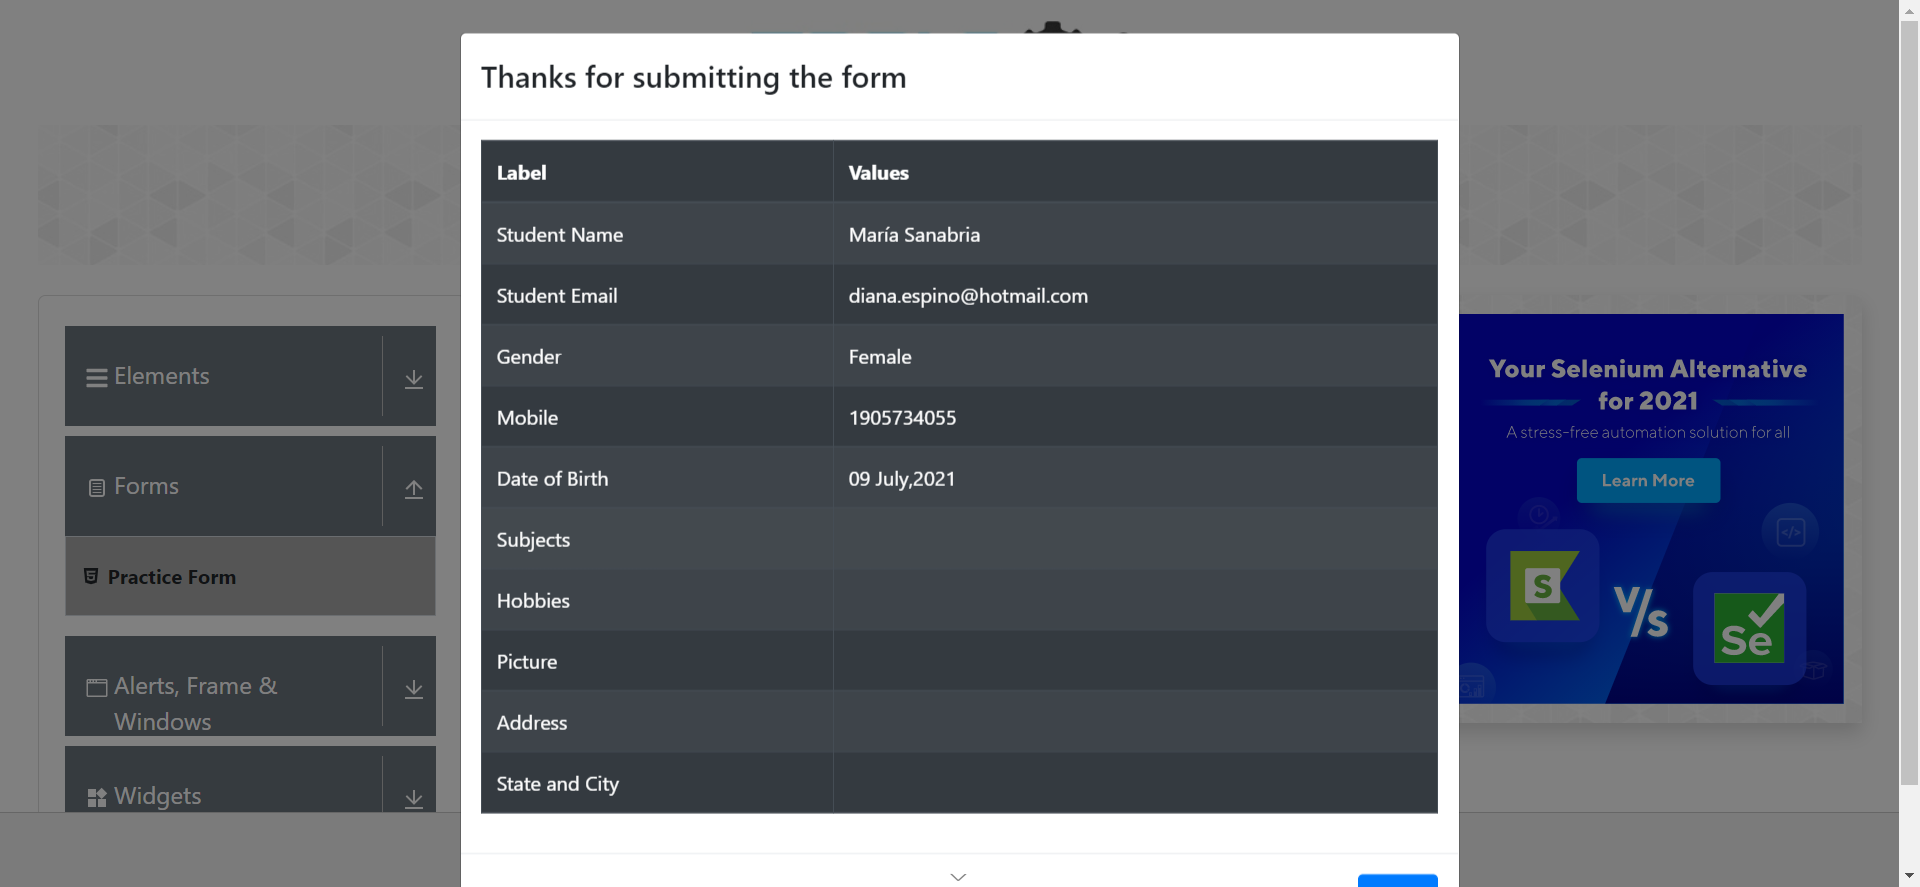 Thanks for submitting the form
Label Values
Student Name María Sanabria
Student Email diana.espino@hotmail.com
Gender Female
Mobile 1905734055
Date of Birth 09 July,2021
Subjects
Hobbies
Picture
Address
State and City
Elements
Forms
Practice Form
Alerts, Frame &
Windows
Widgets
Your Selenium Alternative
for 2021
A stress-free automation solution for all
Learn More
S
V/s
Se